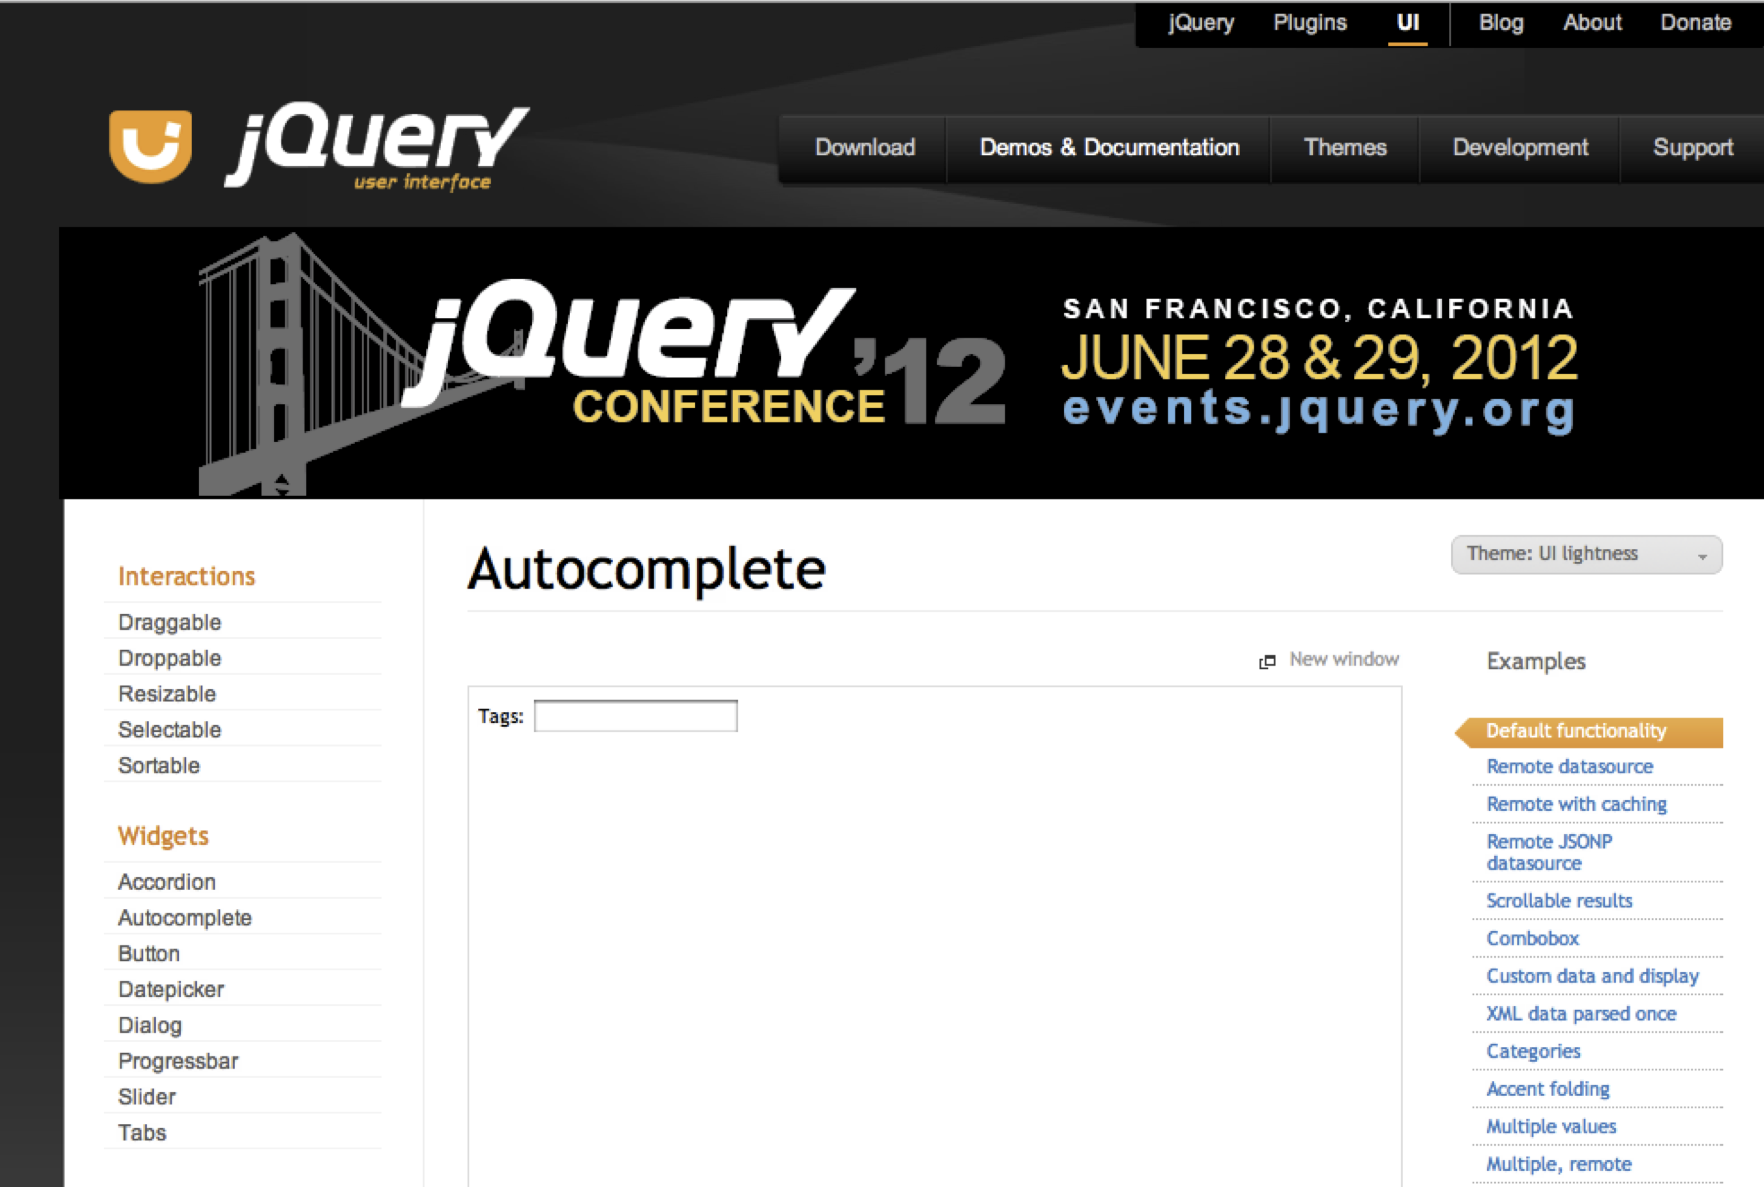 jQuery Plugins UI Blog About Donate
jQuery
user interface
Download Demos & Documentation Themes Development Support
jQuery '12
CONFERENCE
SAN FRANCISCO, CALIFORNIA
JUNE 28 & 29, 2012
events.jquery.org
Interactions
Draggable
Droppable
Resizable
Selectable
Sortable
Widgets
Accordion
Autocomplete
Button
Datepicker
Dialog
Progressbar
Slider
Tabs
Autocomplete
Theme: UI lightness
New window
Tags:
Examples
Default functionality
Remote datasource
Remote with caching
Remote JSONP
datasource
Scrollable results
Combobox
Custom data and display
XML data parsed once
Categories
Accent folding
Multiple values
Multiple, remote